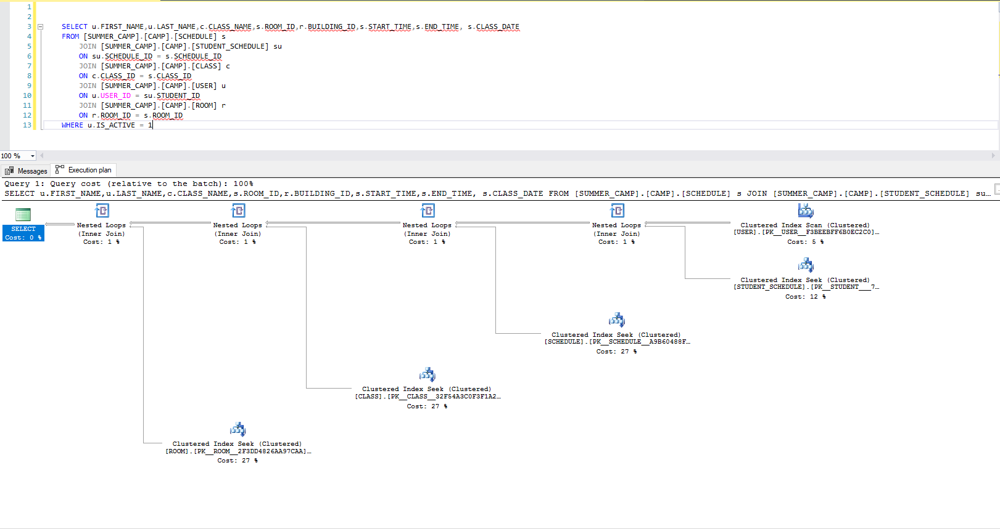 1
2
3 SELECT u.FIRST_NAME,u.LAST_NAME,c.CLASS_NAME,s.ROOM_ID,r.BUILDING_ID,s.START_TIME,s.END_TIME, s.CLASS_DATE
4 FROM [SUMMER_CAMP].[CAMP].[SCHEDULE] s
5 JOIN [SUMMER_CAMP].[CAMP].[STUDENT_SCHEDULE] su
6 ON su.SCHEDULE_ID = s.SCHEDULE_ID
7 JOIN [SUMMER_CAMP].[CAMP].[CLASS] c
8 ON c.CLASS_ID = s.CLASS_ID
9 JOIN [SUMMER_CAMP].[CAMP].[USER] u
10 ON u.USER_ID = su.STUDENT_ID
11 JOIN [SUMMER_CAMP].[CAMP].[ROOM] r
12 ON r.ROOM_ID = s.ROOM_ID
13 WHERE u.IS_ACTIVE = 1
100 %
Messages Execution plan
Query 1: Query cost (relative to the batch): 100%
SELECT u.FIRST_NAME,u.LAST_NAME,c.CLASS_NAME,s.ROOM_ID,r.BUILDING_ID,s.START_TIME,s.END_TIME, s.CLASS_DATE FROM [SUMMER_CAMP].[CAMP].[SCHEDULE] s JOIN [SUMMER_CAMP].[CAMP].[STUDENT_SCHEDULE] su...
SELECT
Cost: 0 %
Nested Loops
(Inner Join)
Cost: 1 %
Nested Loops
(Inner Join)
Cost: 1 %
Nested Loops
(Inner Join)
Cost: 1 %
Nested Loops
(Inner Join)
Cost: 1 %
Clustered Index Scan (Clustered)
[USER].[PK__USER__F3BEEBFF6B0EC2C0]...
Cost: 5 %
Clustered Index Seek (Clustered)
[STUDENT_SCHEDULE].[PK__STUDENT___7...
Cost: 12 %
Clustered Index Seek (Clustered)
[SCHEDULE].[PK__SCHEDULE__A9B60488F...
Cost: 27 %
Clustered Index Seek (Clustered)
[CLASS].[PK__CLASS__32F54A3C0F3F1A2...
Cost: 27 %
Clustered Index Seek (Clustered)
[ROOM].[PK__ROOM__2F3DD4826AA97CAA]...
Cost: 27 %